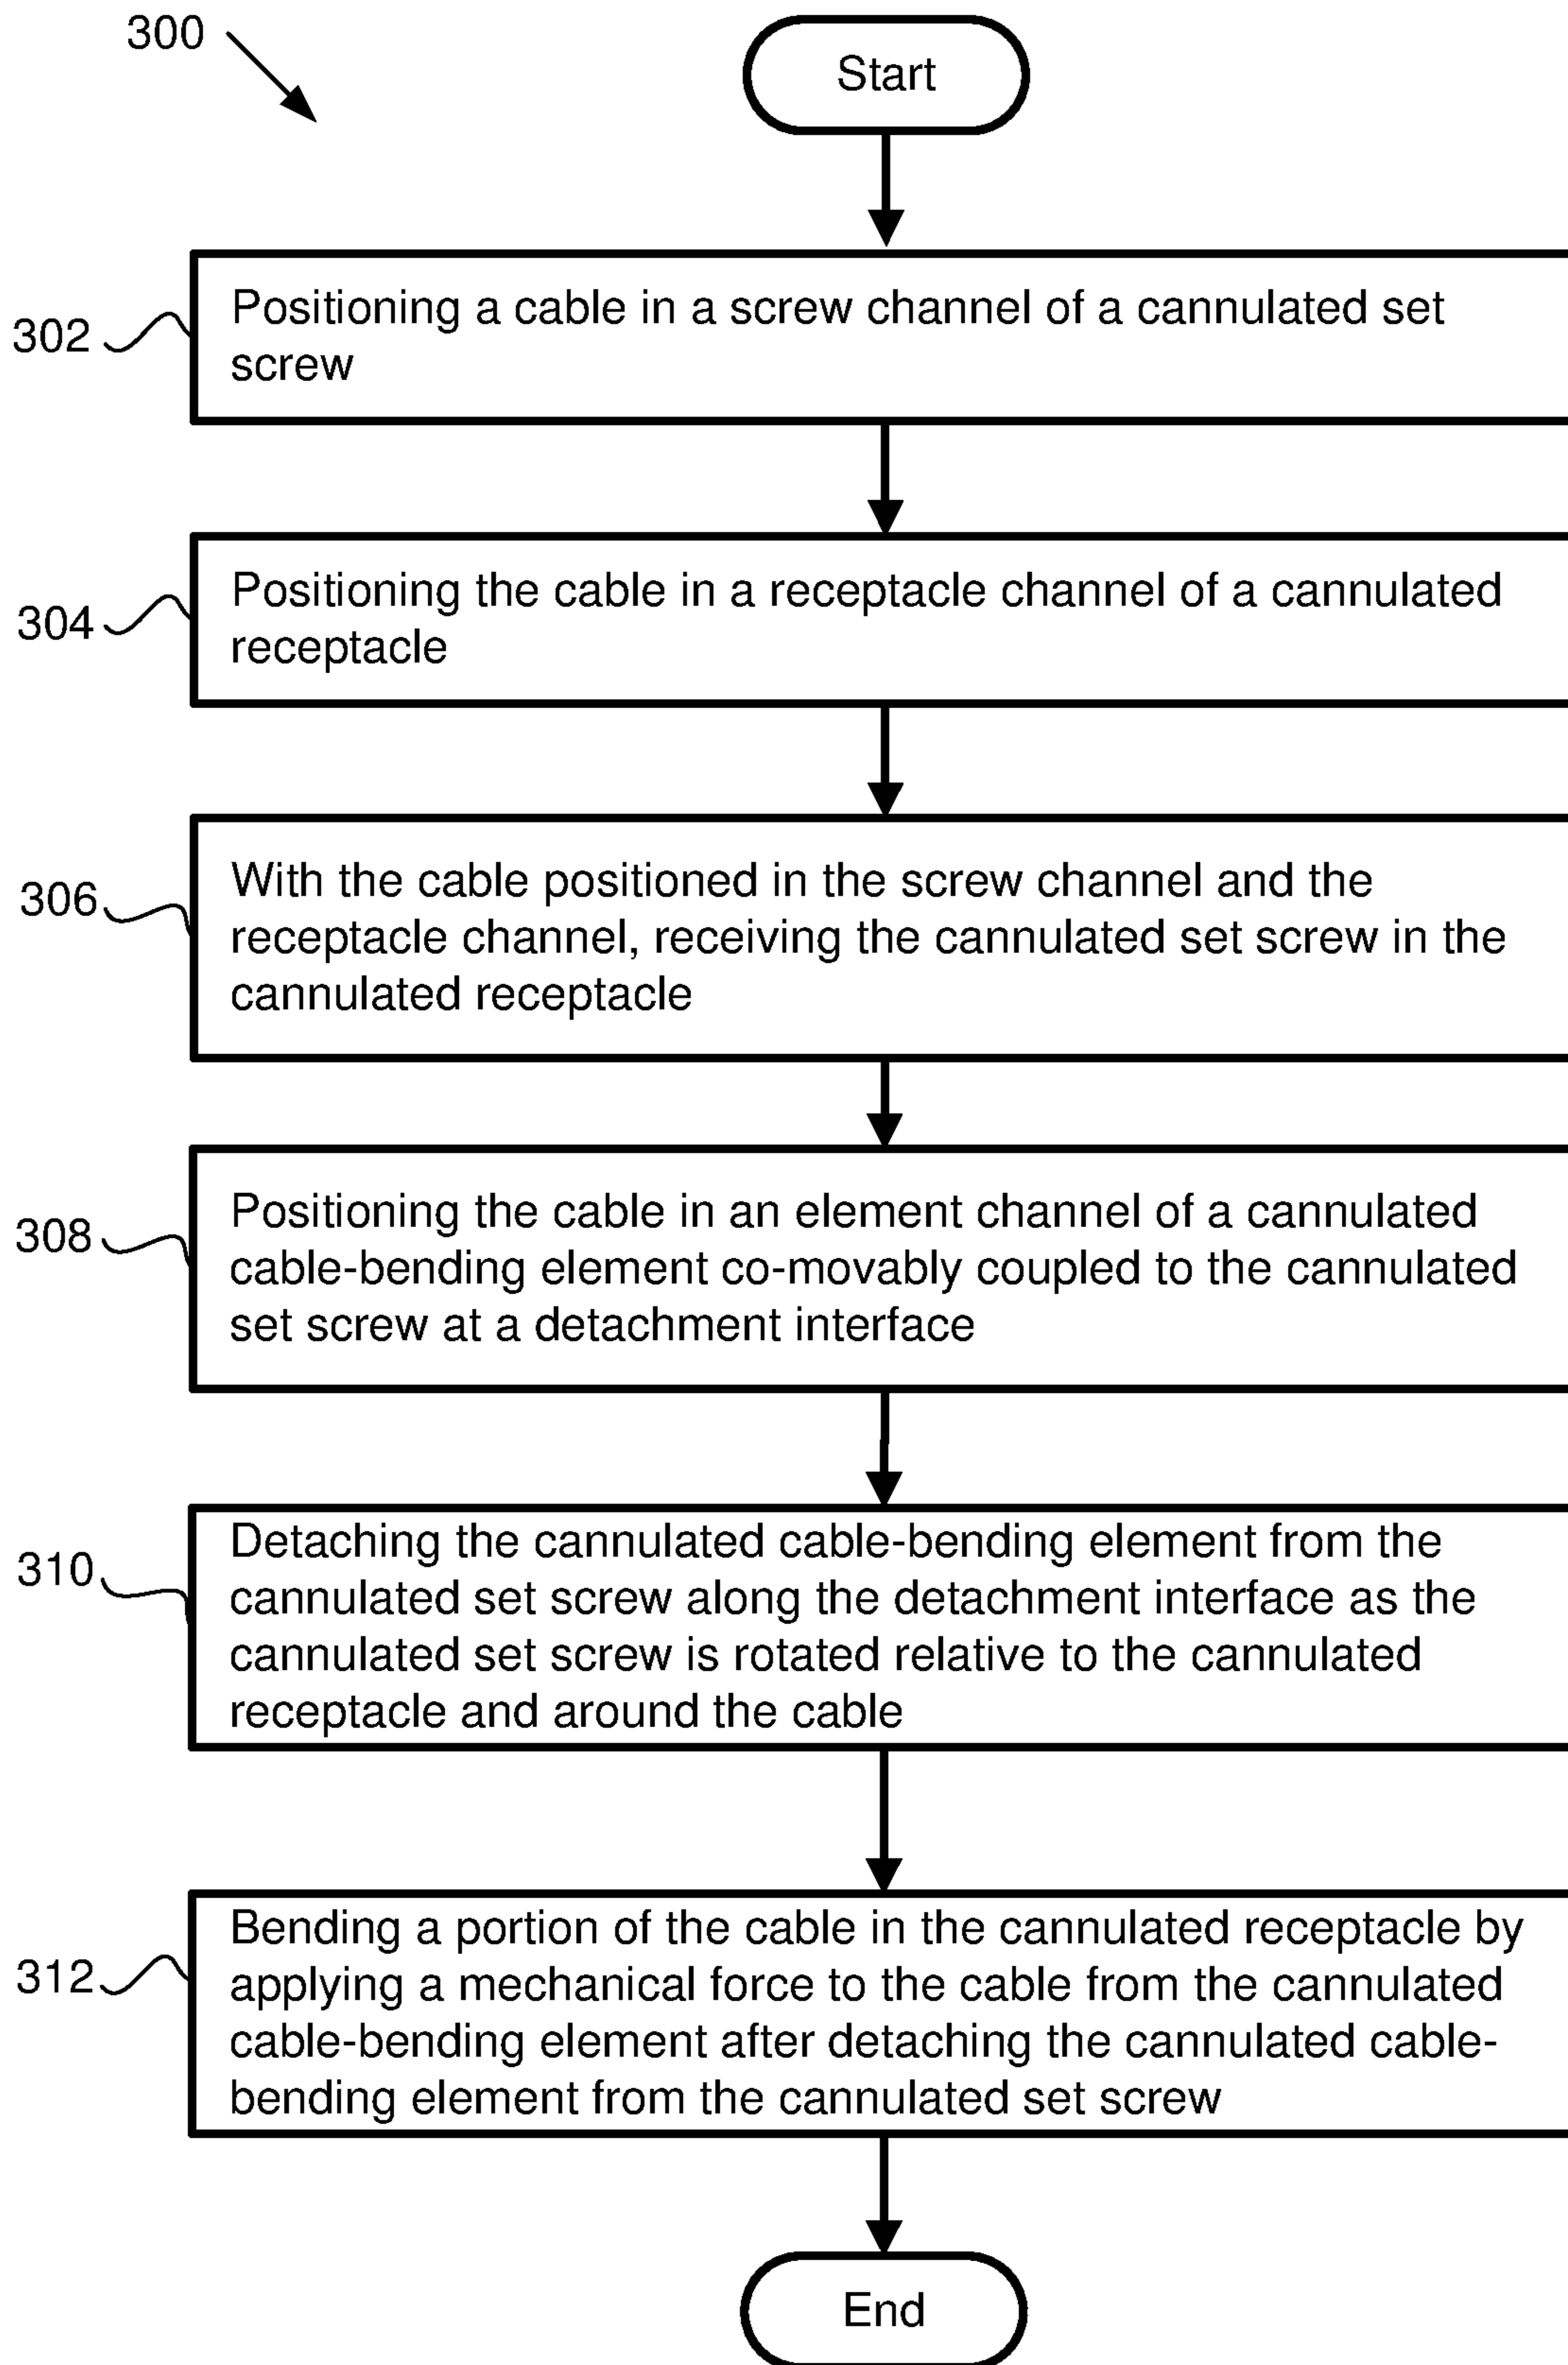 300
Start
302
Positioning a cable in a screw channel of a cannulated set
screw
304
Positioning the cable in a receptacle channel of a cannulated
receptacle
306
With the cable positioned in the screw channel and the
receptacle channel, receiving the cannulated set screw in the
cannulated receptacle
308
Positioning the cable in an element channel of a cannulated
cable-bending element co-movably coupled to the cannulated
set screw at a detachment interface
310
Detaching the cannulated cable-bending element from the
cannulated set screw along the detachment interface as the
cannulated set screw is rotated relative to the cannulated
receptacle and around the cable
312
Bending a portion of the cable in the cannulated receptacle by
applying a mechanical force to the cable from the cannulated
cable-bending element after detaching the cannulated cable-
bending element from the cannulated set screw
End